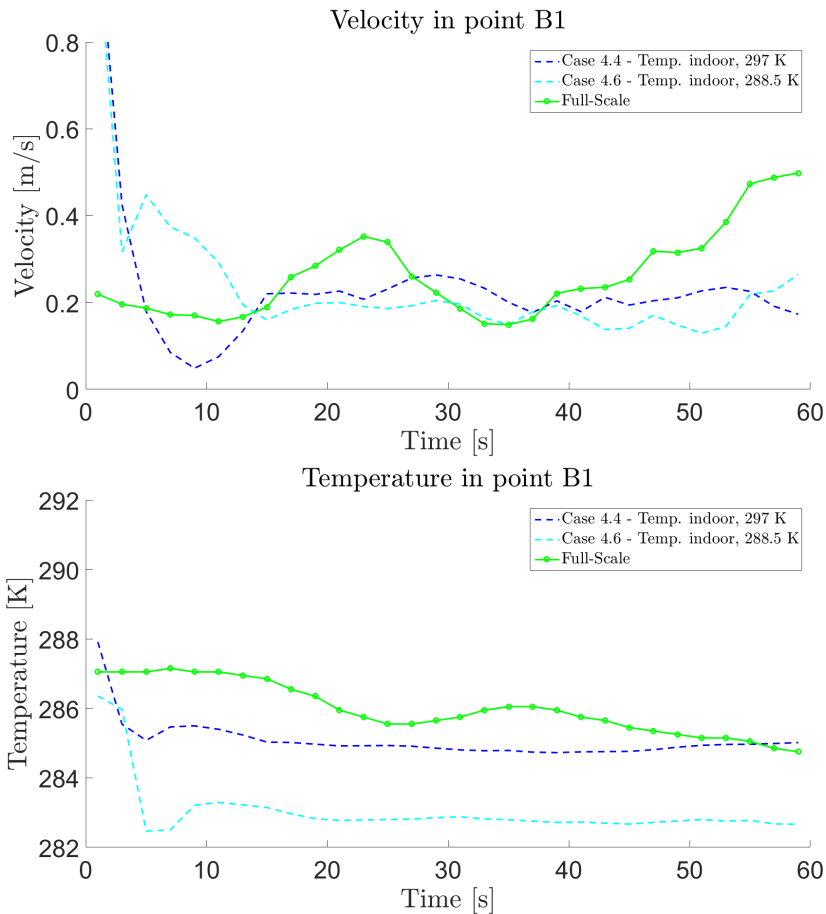 Velocity in point B1
0.8
0.6
0.4
0.2
0
Velocity [m/s]
Case 4.4 - Temp. indoor, 297 K
Case 4.6 - Temp. indoor, 288.5 K
Full-Scale
0 10 20 30 40 50 60
Time [s]
Temperature in point B1
292
290
288
286
284
282
Temperature [K]
Case 4.4 - Temp. indoor, 297 K
Case 4.6 - Temp. indoor, 288.5 K
Full-Scale
0 10 20 30 40 50 60
Time [s]